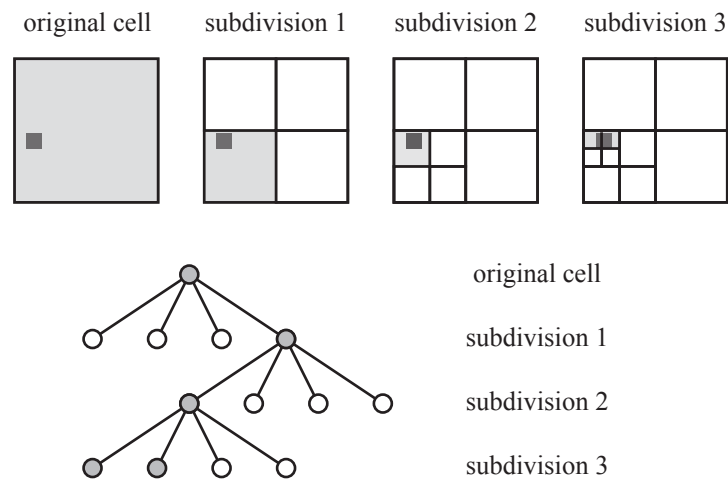 original cell subdivision 1 subdivision 2 subdivision 3
original cell
subdivision 1
subdivision 2
subdivision 3